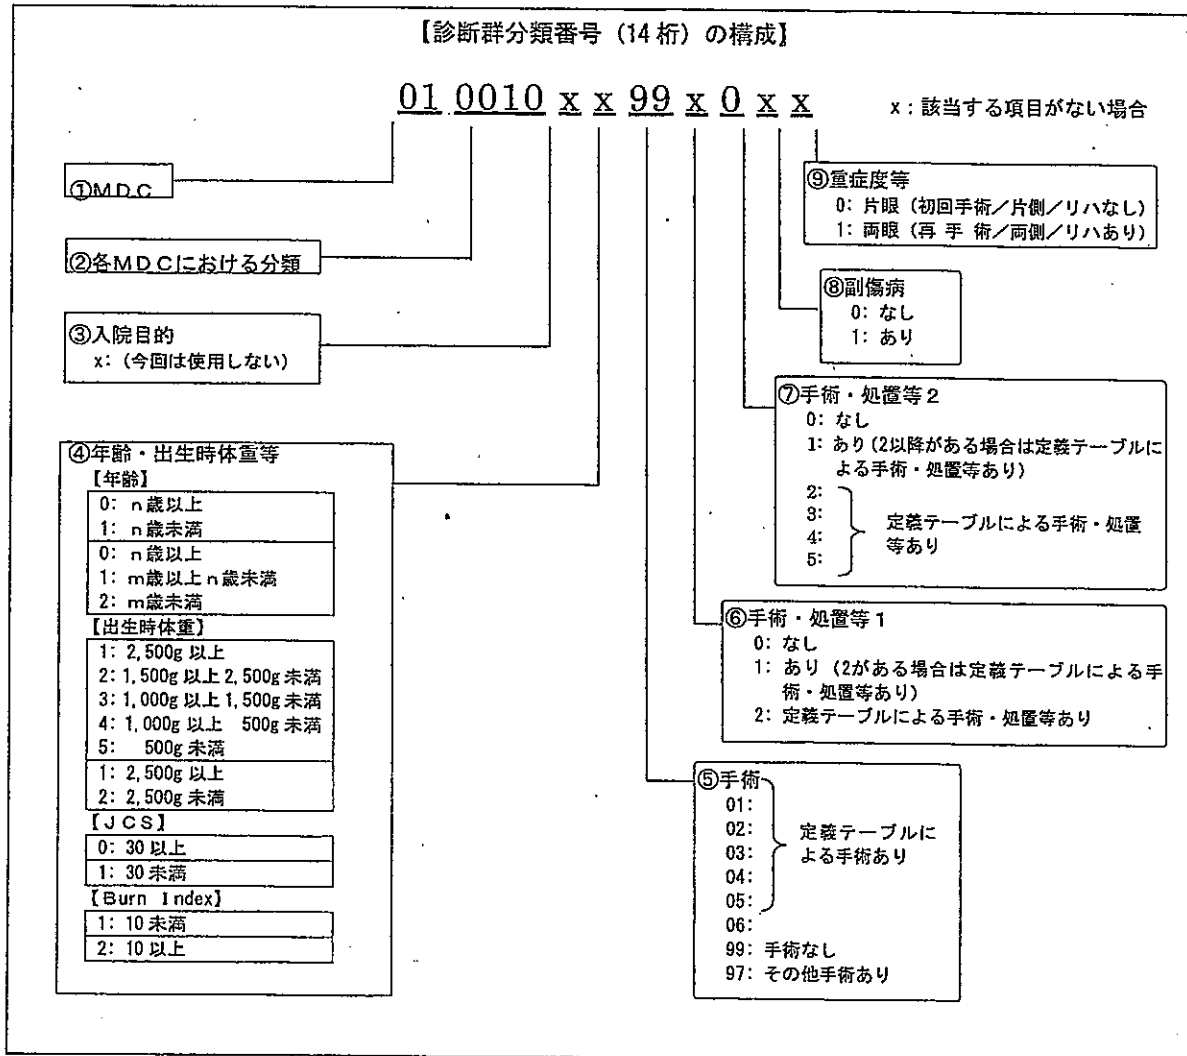 【診断群分類番号（14桁）の構成】
01 0010 x x 99 x 0 x x
x：該当する項目がない場合
①ＭＤＣ
②各ＭＤＣにおける分類
③入院目的
x：（今回は使用しない）
④年齢・出生時体重等
【年齢】
0：ｎ歳以上
1：ｎ歳未満
0：ｎ歳以上
1：ｍ歳以上ｎ歳未満
2：ｍ歳未満
【出生時体重】
1：2,500g 以上
2：1,500g 以上 2,500g 未満
3：1,000g 以上 1,500g 未満
4：1,000g 以上 500g 未満
5： 500g 未満
1：2,500g 以上
2：2,500g 未満
【ＪＣＳ】
0：30 以上
1：30 未満
【Burn Index】
1：10 未満
2：10 以上
⑨重症度等
0：片眼（初回手術／片側／リハなし）
1：両眼（再 手 術／両側／リハあり）
⑧副傷病
0：なし
1：あり
⑦手術・処置等２
0：なし
1：あり（2以降がある場合は定義テーブルに
よる手術・処置等あり）
2：
3：
4：
5：
定義テーブルによる手術・処置
等あり
⑥手術・処置等１
0：なし
1：あり（2がある場合は定義テーブルによる手
術・処置等あり）
2：定義テーブルによる手術・処置等あり
⑤手術
01：
02：
03：
04：
05：
定義テーブルに
よる手術あり
06：
99：手術なし
97：その他手術あり